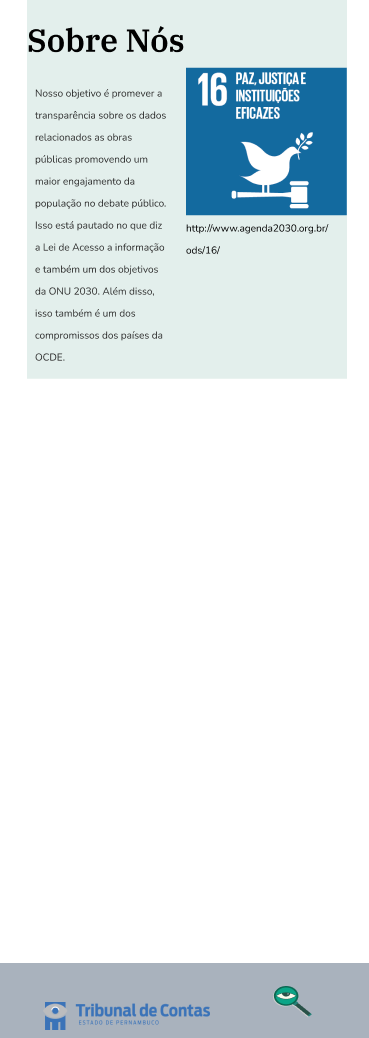 Sobre Nós
Nosso objetivo é promever a
transparência sobre os dados
relacionados as obras
públicas promovendo um
maior engajamento da
população no debate público.
Isso está pautado no que diz
a Lei de Acesso a informação
e também um dos objetivos
da ONU 2030. Além disso,
isso também é um dos
compromissos dos países da
OCDE.
16 PAZ, JUSTIÇA E
INSTITUIÇÕES
EFICAZES
http://www.agenda2030.org.br/
ods/16/
Tribunal de Contas
ESTADO DE PERNAMBUCO